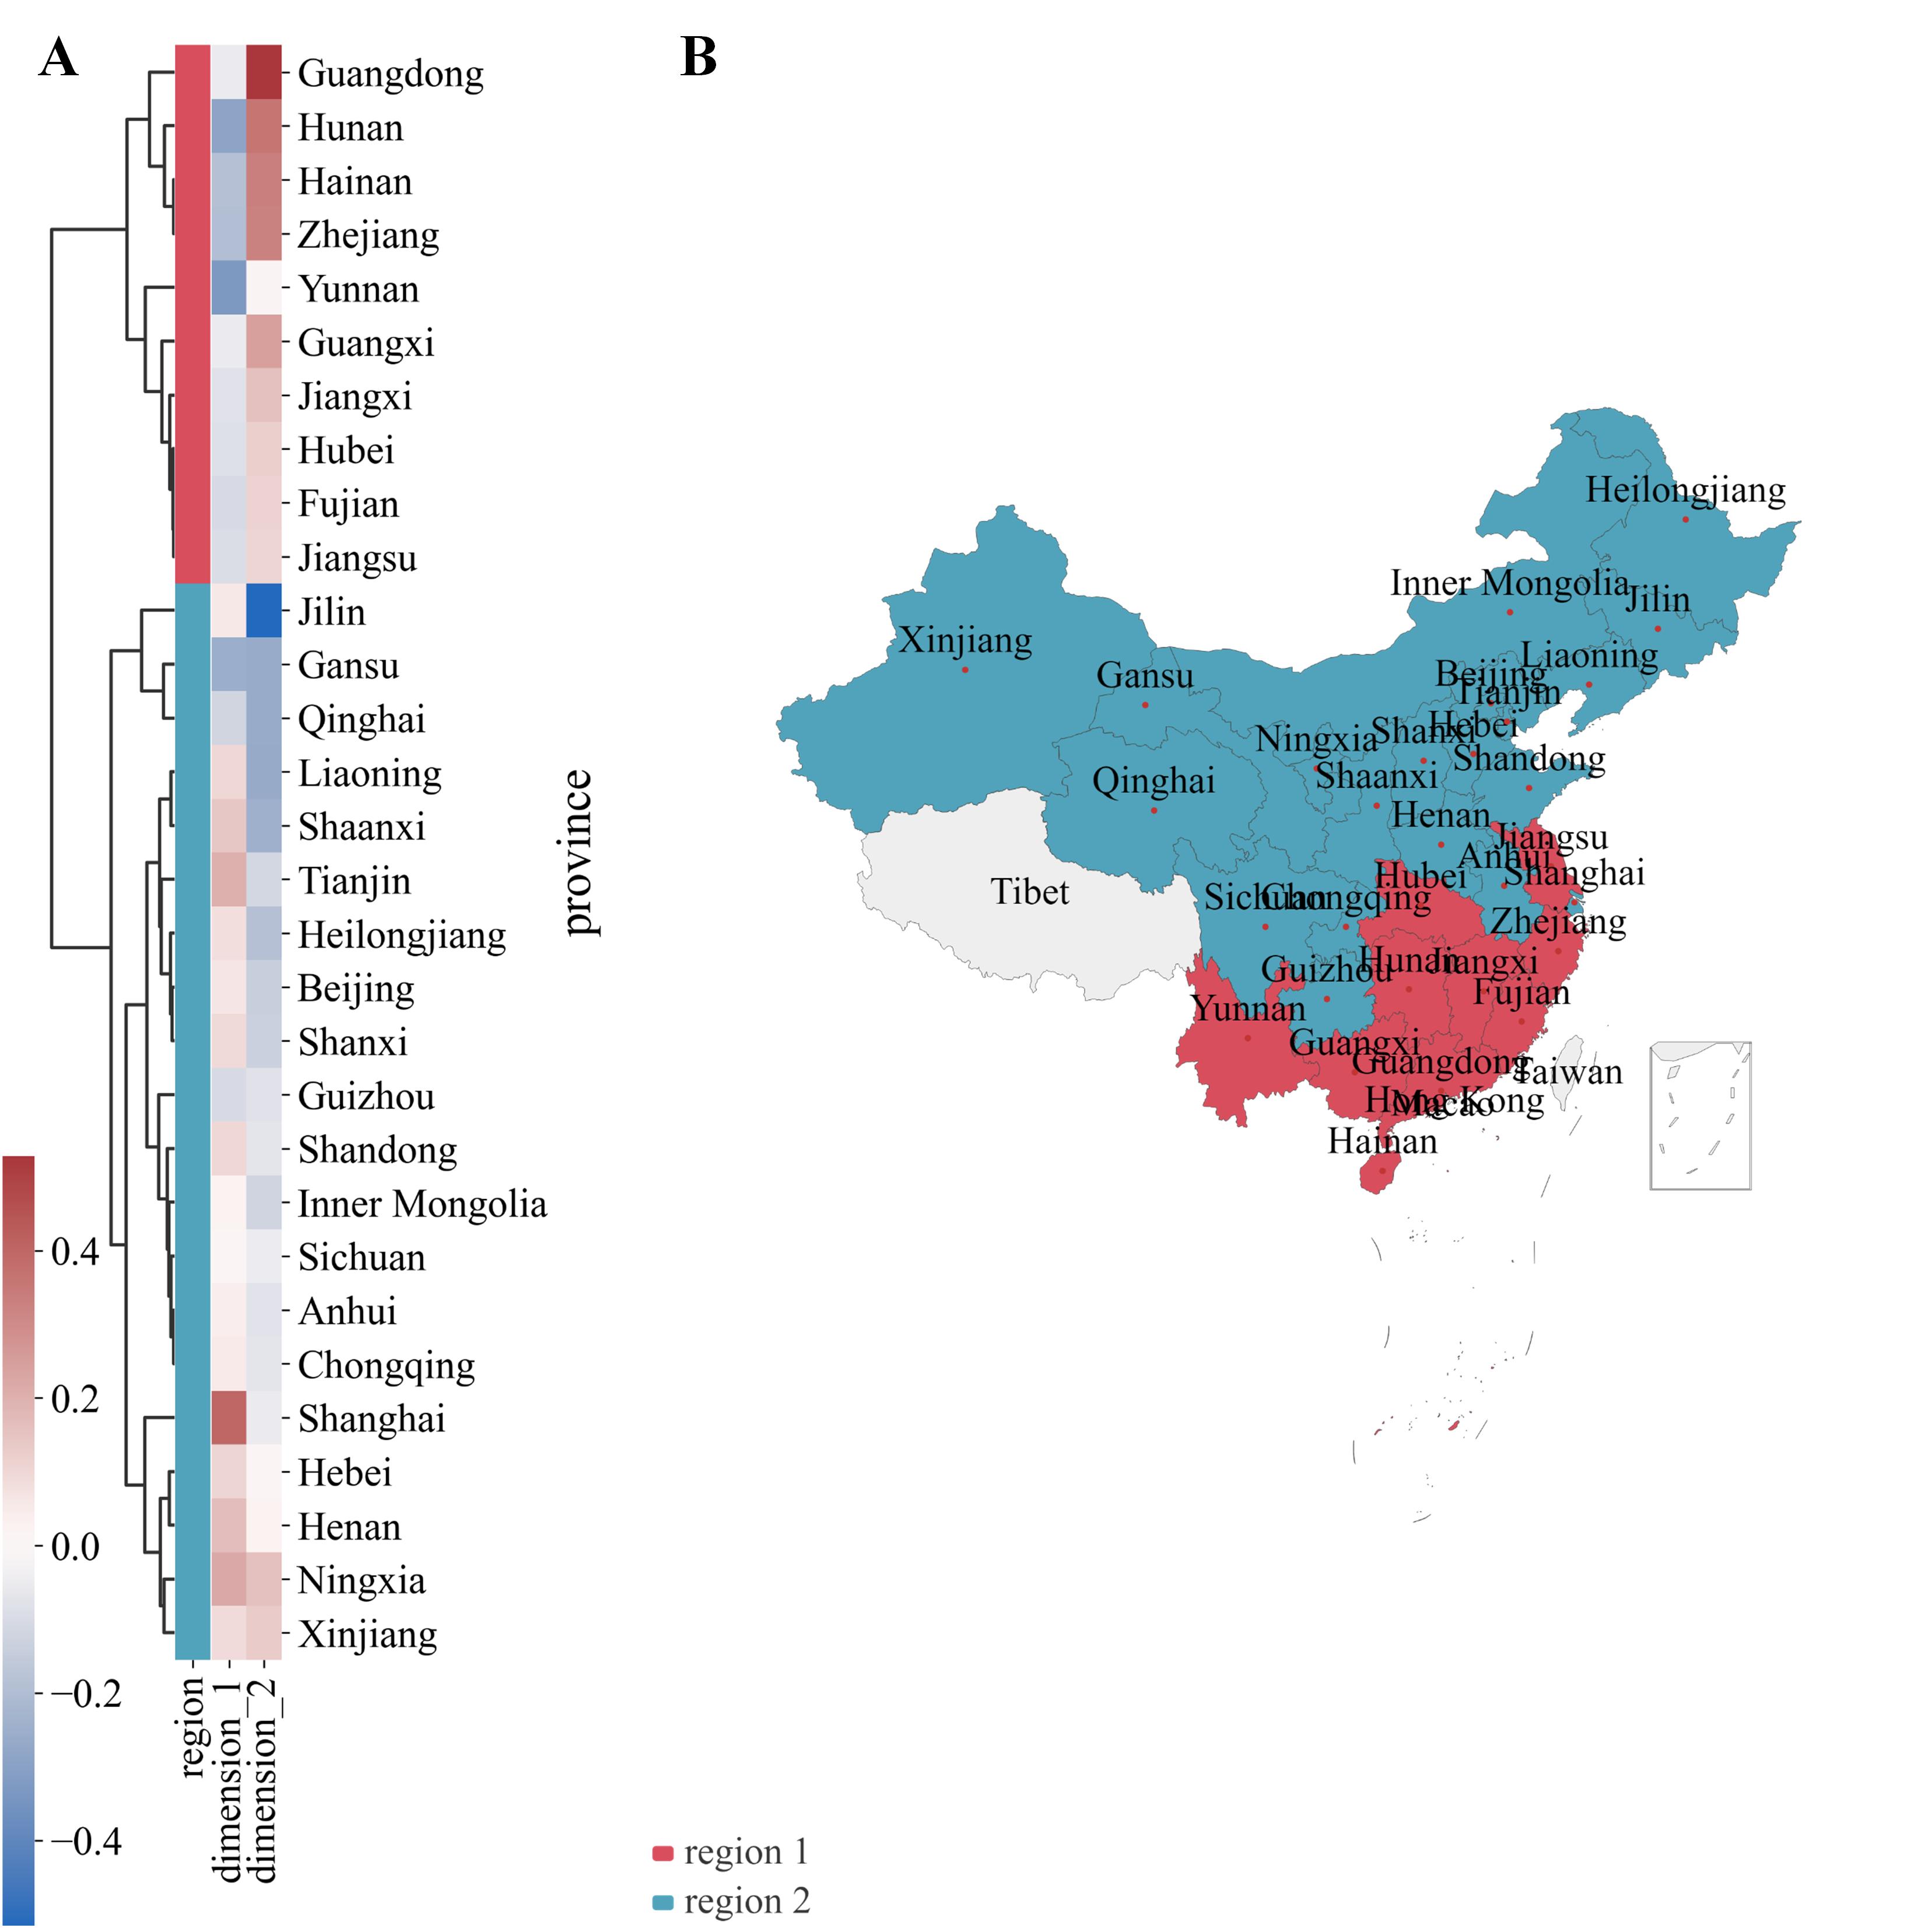 A
Guangdong
Hunan
Hainan
Zhejiang
Yunnan
Guangxi
Jiangxi
Hubei
Fujian
Jiangsu
Jilin
Gansu
Qinghai
Liaoning
Shaanxi
Tianjin
Heilongjiang
Beijing
Shanxi
Guizhou
Shandong
Inner Mongolia
Sichuan
Anhui
Chongqing
Shanghai
Hebei
Henan
Ningxia
Xinjiang
province
0.4
0.2
0.0
−0.2
−0.4
region
dimension_1
dimension_2
B
Heilongjiang
Inner Mongolia
Jilin
Xinjiang
Liaoning
Gansu
Beijing
Tianjin
Hebei
Shanxi
Ningxia
Shandong
Shaanxi
Qinghai
Henan
Jiangsu
Anhui
Shanghai
Hubei
Tibet
Sichuan
Chongqing
Zhejiang
Hunan
Jiangxi
Guizhou
Fujian
Yunnan
Guangxi
Guangdong
Taiwan
Hong Kong
Macao
Hainan
region 1
region 2